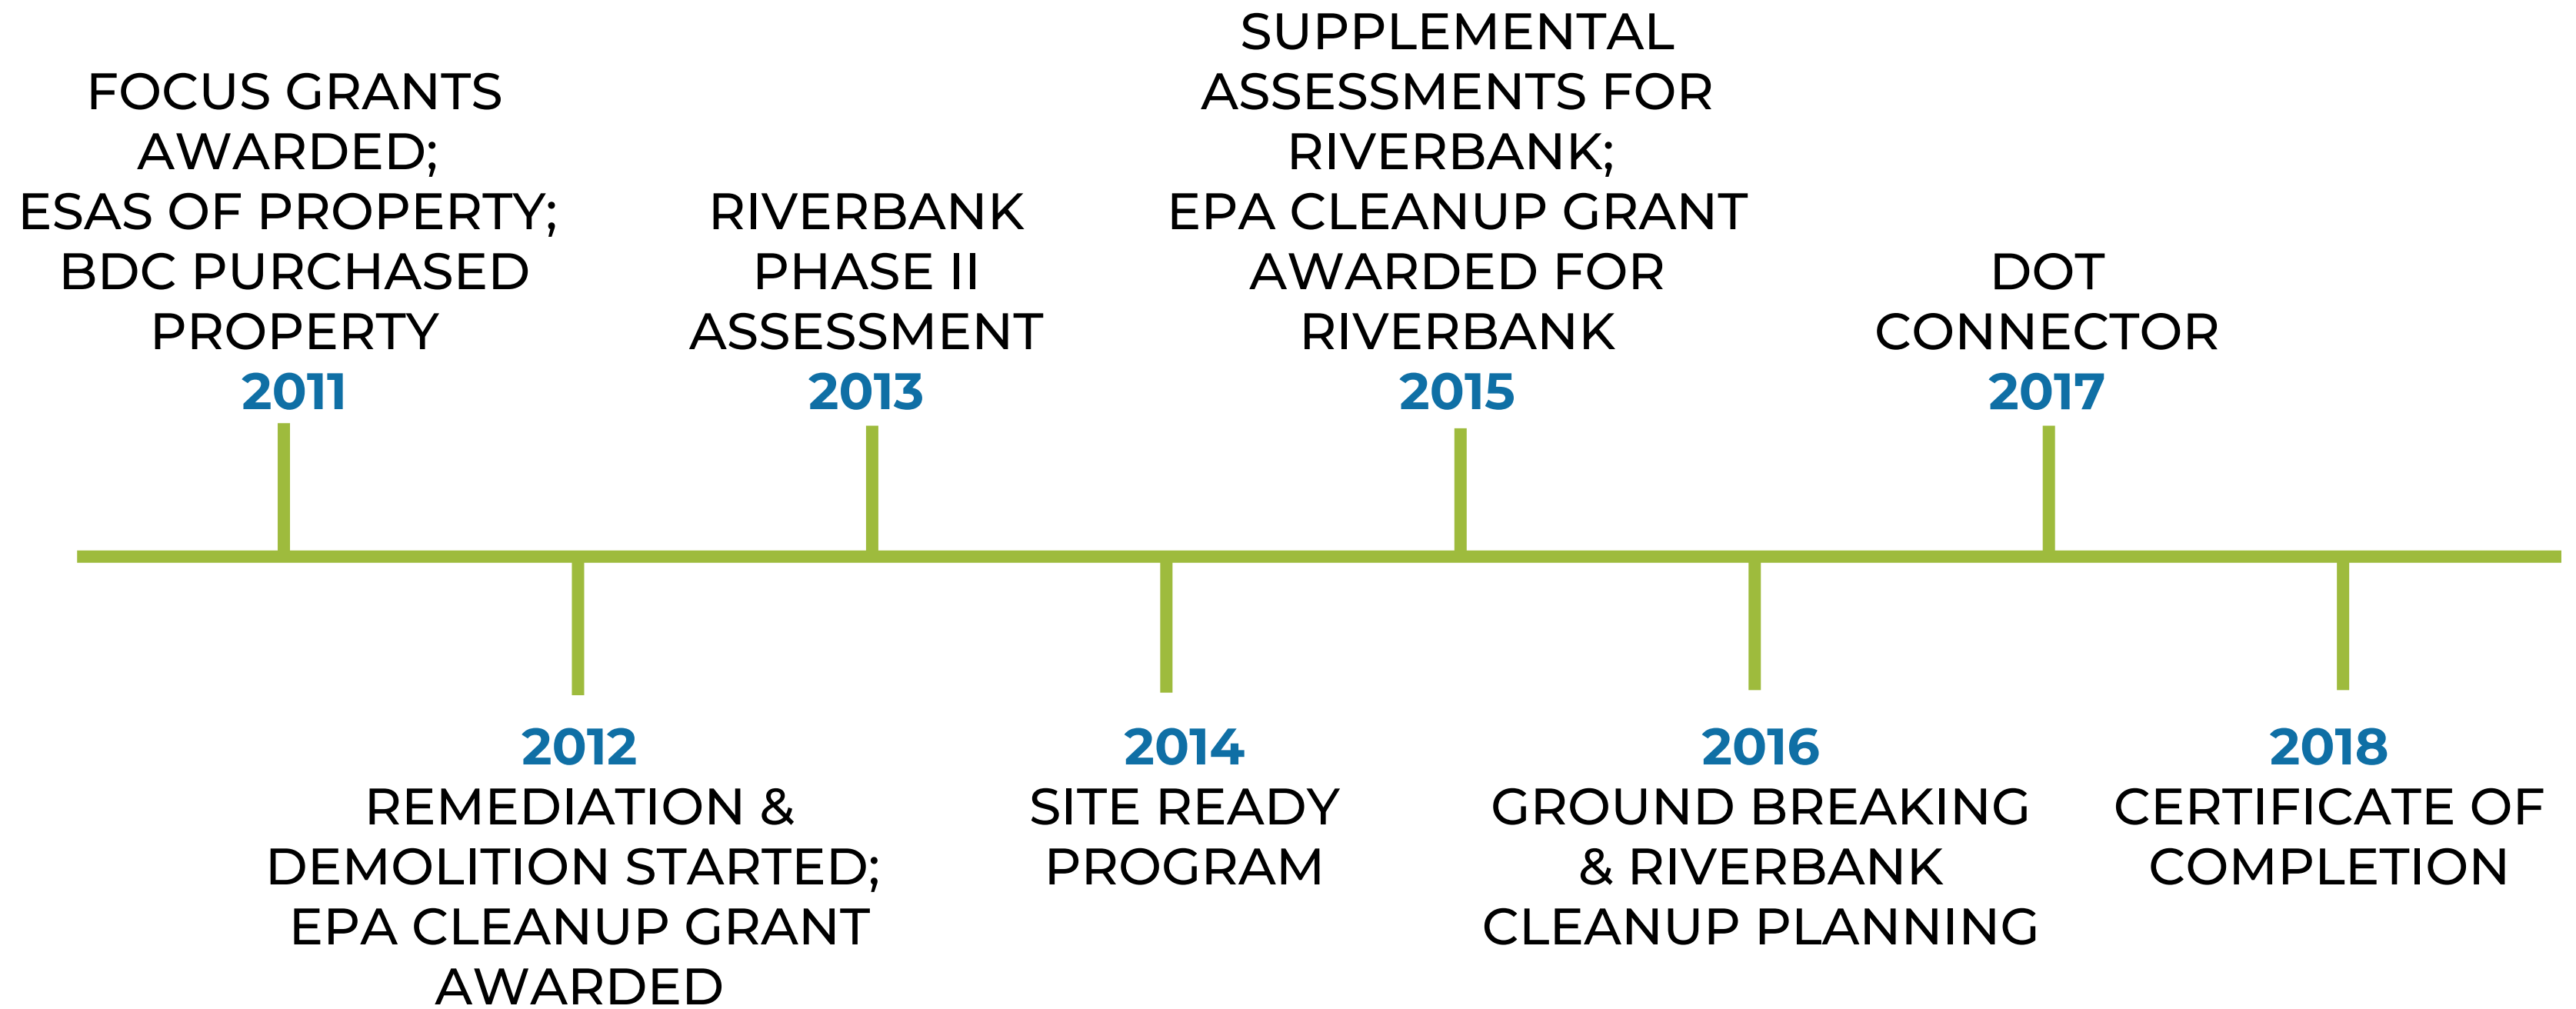 FOCUS GRANTS
AWARDED;
ESAS OF PROPERTY;
BDC PURCHASED
PROPERTY
2011
2012
REMEDIATION &
DEMOLITION STARTED;
EPA CLEANUP GRANT
AWARDED
RIVERBANK
PHASE II
ASSESSMENT
2013
2014
SITE READY
PROGRAM
SUPPLEMENTAL
ASSESSMENTS FOR
RIVERBANK;
EPA CLEANUP GRANT
AWARDED FOR
RIVERBANK
2015
2016
GROUND BREAKING
& RIVERBANK
CLEANUP PLANNING
DOT
CONNECTOR
2017
2018
CERTIFICATE OF
COMPLETION